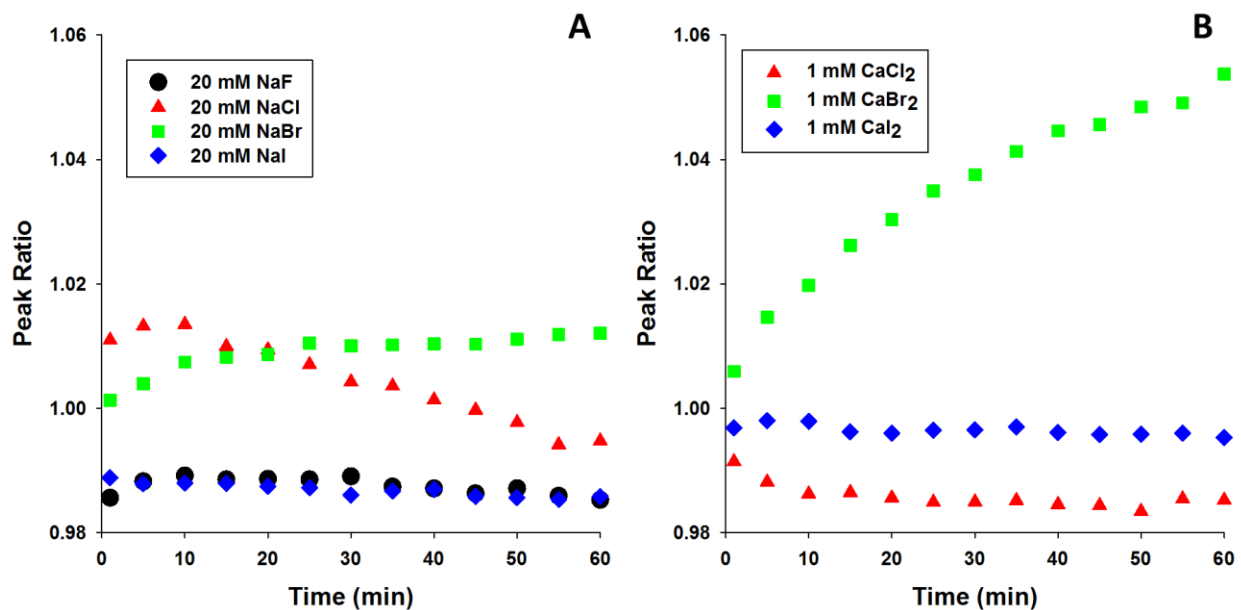 A
1.06
1.04
1.02
1.00
0.98
Peak Ratio
20 mM NaF
20 mM NaCl
20 mM NaBr
20 mM NaI
0 10 20 30 40 50 60
Time (min)
B
1.06
1.04
1.02
1.00
0.98
Peak Ratio
1 mM CaCl2
1 mM CaBr2
1 mM CaI2
0 10 20 30 40 50 60
Time (min)